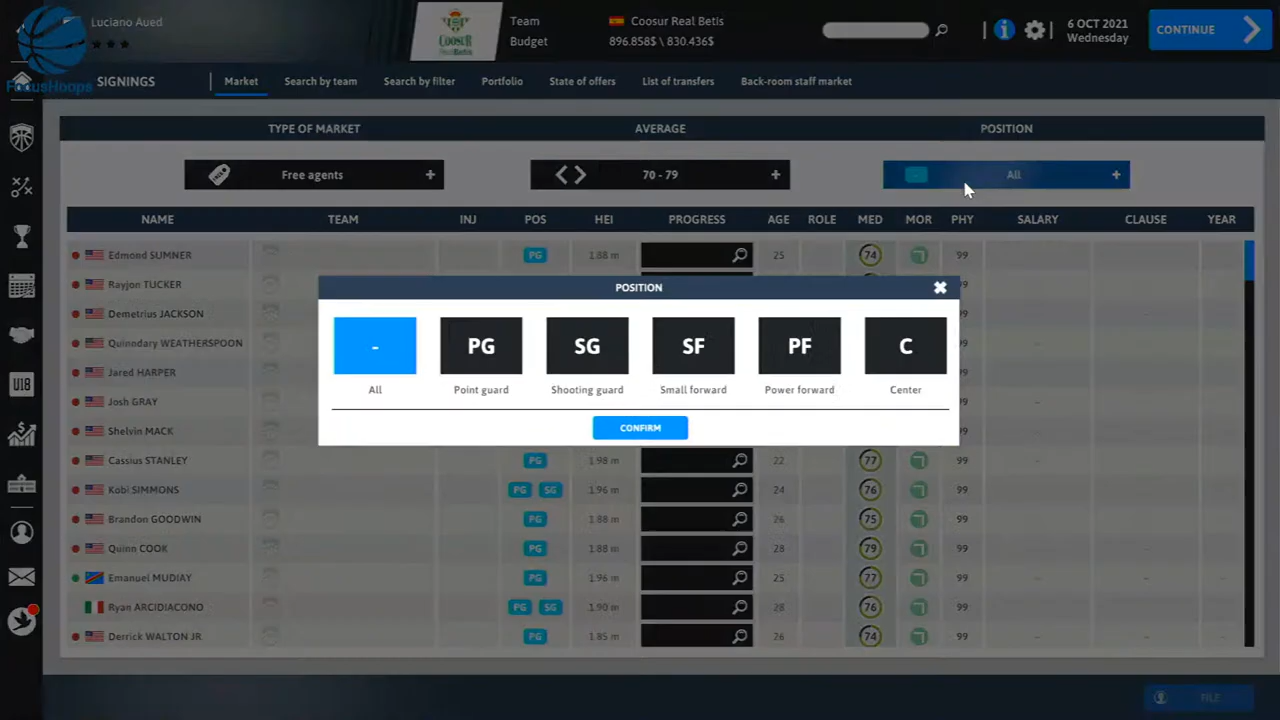 Luciano Aued
FocusHoops
COOSUR
Team
Budget
Coosur Real Betis
896.858$ | 830.436$
6 OCT 2021
Wednesday
CONTINUE
SIGNINGS
Market
Search by team
Search by filter
Portfolio
State of offers
List of transfers
Back-room staff market
TYPE OF MARKET
AVERAGE
POSITION
Free agents +
70 - 79 +
- All +
NAME TEAM INJ POS HEI PROGRESS AGE ROLE MED MOR PHY SALARY CLAUSE YEAR
Edmond SUMNER PG 1.88 m 25 74 99
Rayjon TUCKER
Demetrius JACKSON
Quinndary WEATHERSPOON
Jared HARPER
Josh GRAY
Shelvin MACK
Cassius STANLEY PG 1.98 m 22 77 99
Kobi SIMMONS PG SG 1.96 m 24 76 99
Brandon GOODWIN PG 1.88 m 26 75 99
Quinn COOK PG 1.88 m 28 79 99
Emanuel MUDIAY PG 1.96 m 25 77 99
Ryan ARCIDIACONO PG SG 1.90 m 28 76 99
Derrick WALTON JR. PG 1.85 m 26 74 99
POSITION
- PG SG SF PF C
All Point guard Shooting guard Small forward Power forward Center
CONFIRM
U18
FILE